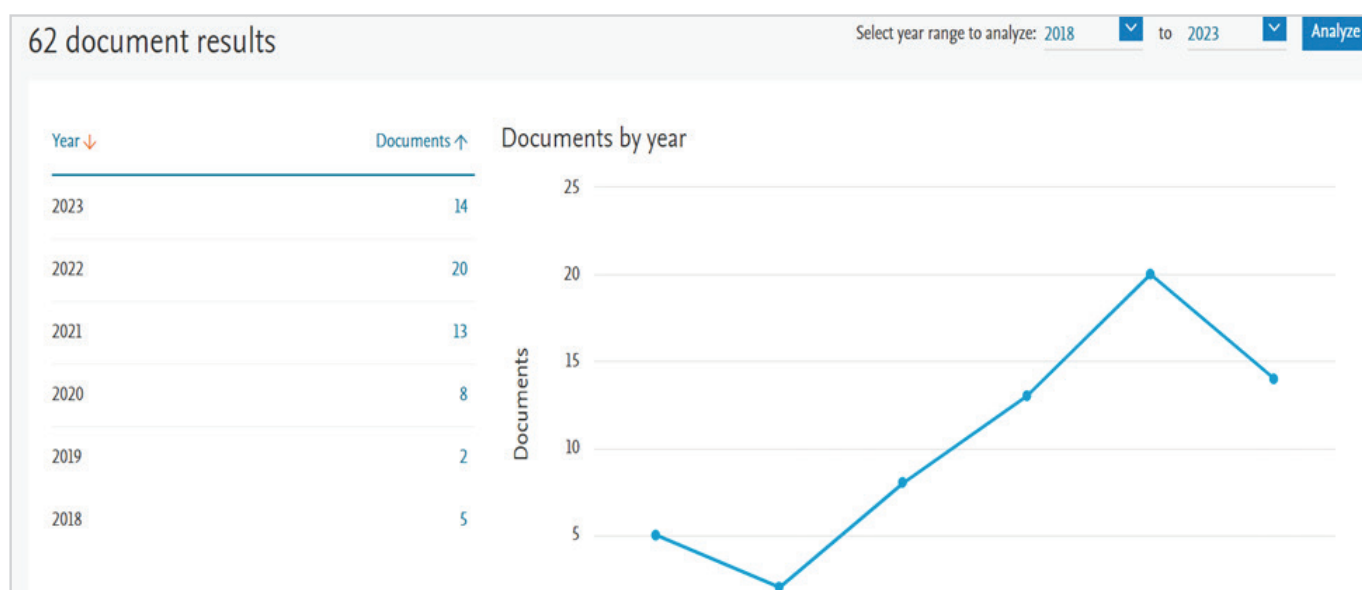 62 document results
Select year range to analyze: 2018 to 2023 Analyze
Year ↓ Documents ↑
2023 14
2022 20
2021 13
2020 8
2019 2
2018 5
Documents by year
25
20
15
10
5
Documents